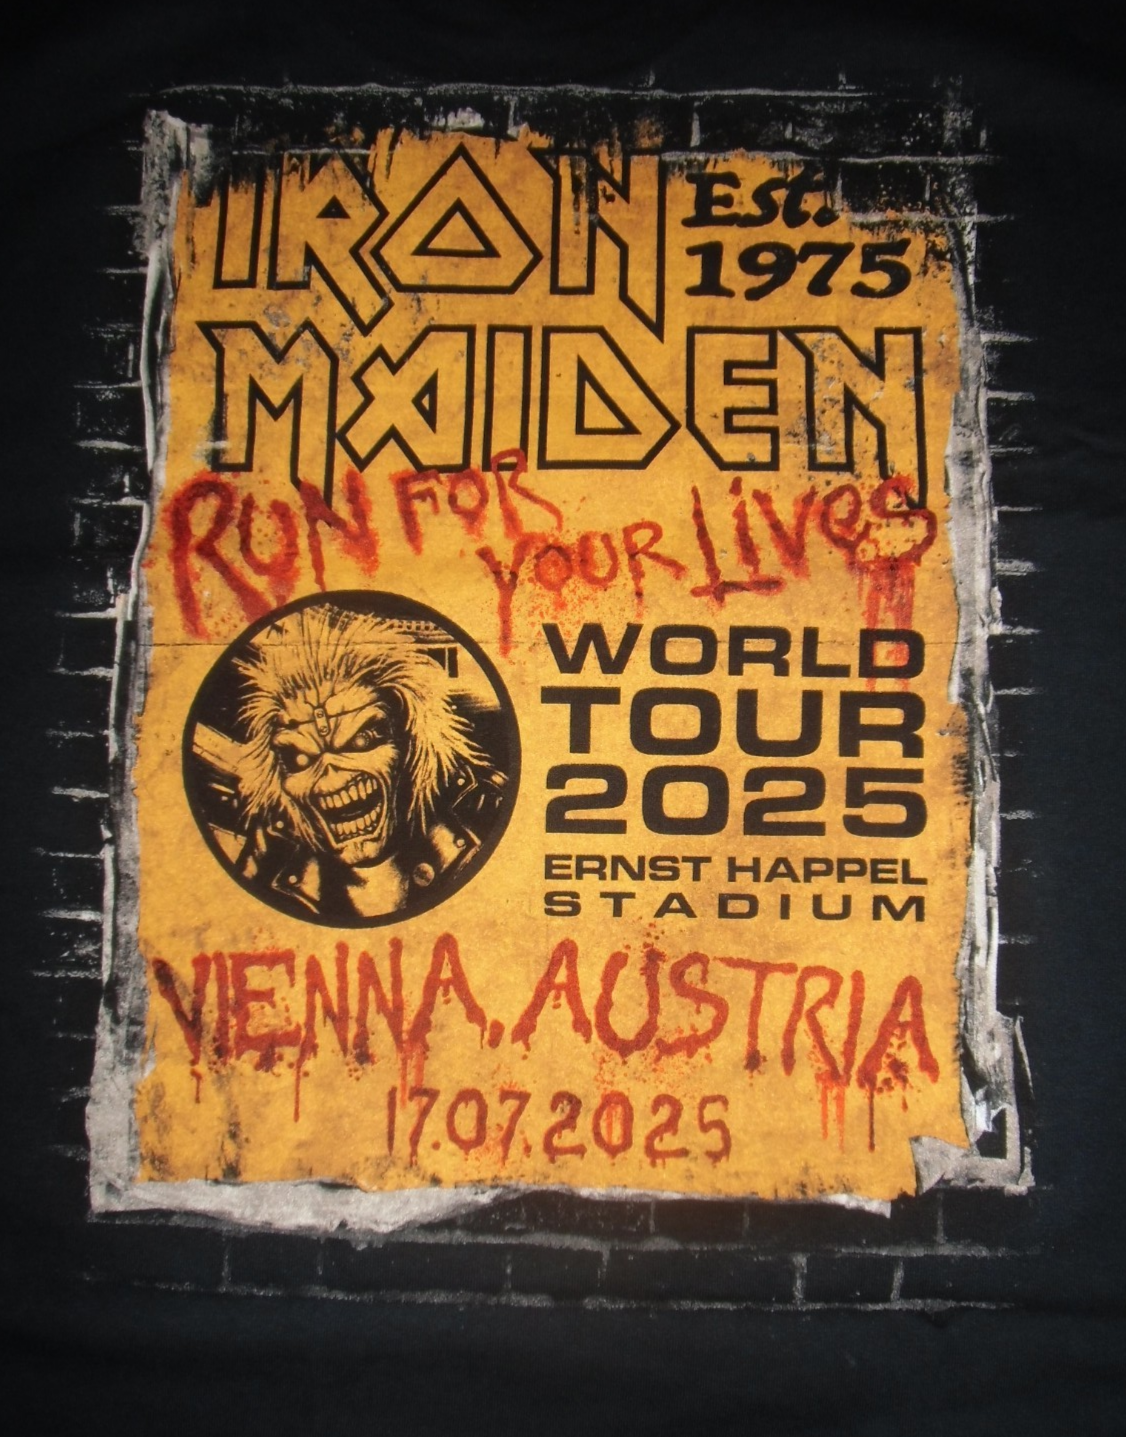 IRON
Est.
1975
MAIDEN
RUN FOR
YOUR LiVeS
WORLD
TOUR
2025
ERNST HAPPEL
STADIUM
VIENNA, AUSTRIA
17.07.2025